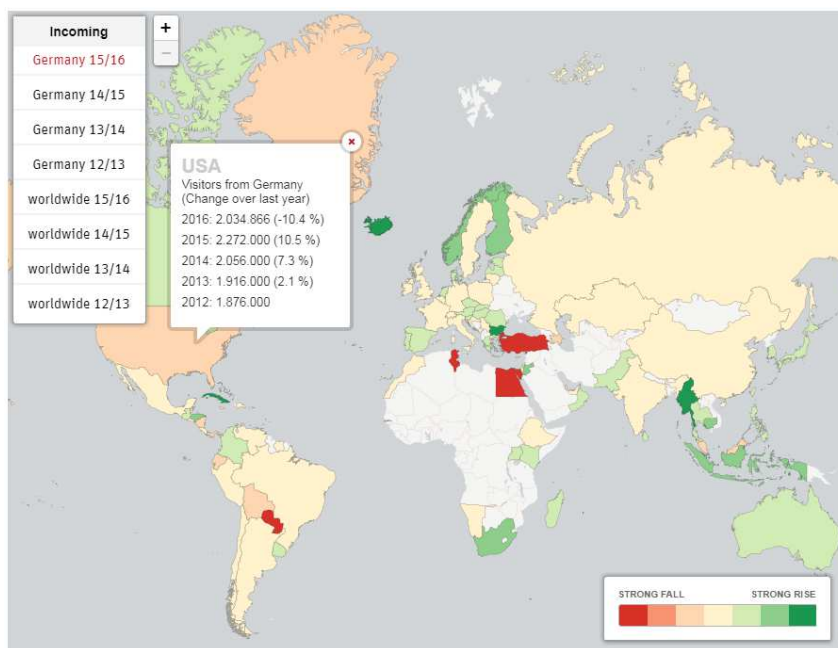 Incoming
Germany 15/16
Germany 14/15
Germany 13/14
Germany 12/13
worldwide 15/16
worldwide 14/15
worldwide 13/14
worldwide 12/13
+
−
×
USA
Visitors from Germany
(Change over last year)
2016: 2.034.866 (-10.4 %)
2015: 2.272.000 (10.5 %)
2014: 2.056.000 (7.3 %)
2013: 1.916.000 (2.1 %)
2012: 1.876.000
STRONG FALL STRONG RISE